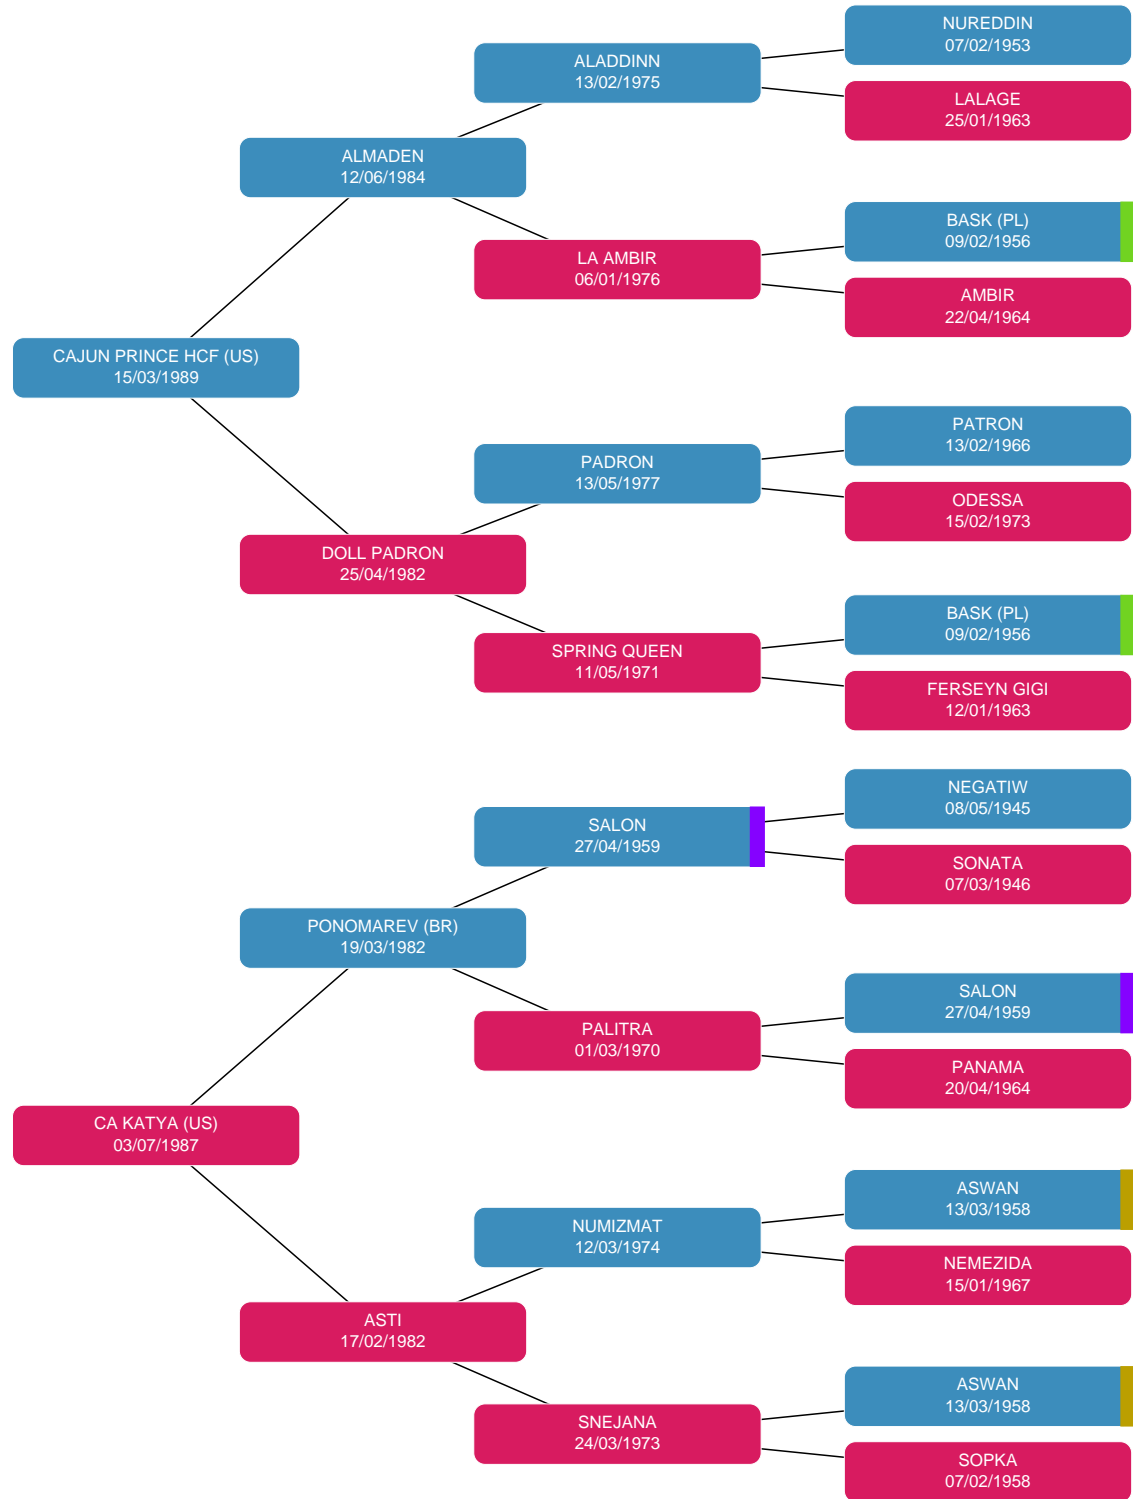 NUREDDIN
07/02/1953
ALADDINN
13/02/1975
LALAGE
25/01/1963
ALMADEN
12/06/1984
BASK (PL)
09/02/1956
LA AMBIR
06/01/1976
AMBIR
22/04/1964
CAJUN PRINCE HCF (US)
15/03/1989
PATRON
13/02/1966
PADRON
13/05/1977
ODESSA
15/02/1973
DOLL PADRON
25/04/1982
BASK (PL)
09/02/1956
SPRING QUEEN
11/05/1971
FERSEYN GIGI
12/01/1963
NEGATIW
08/05/1945
SALON
27/04/1959
SONATA
07/03/1946
PONOMAREV (BR)
19/03/1982
SALON
27/04/1959
PALITRA
01/03/1970
PANAMA
20/04/1964
CA KATYA (US)
03/07/1987
ASWAN
13/03/1958
NUMIZMAT
12/03/1974
NEMEZIDA
15/01/1967
ASTI
17/02/1982
ASWAN
13/03/1958
SNEJANA
24/03/1973
SOPKA
07/02/1958